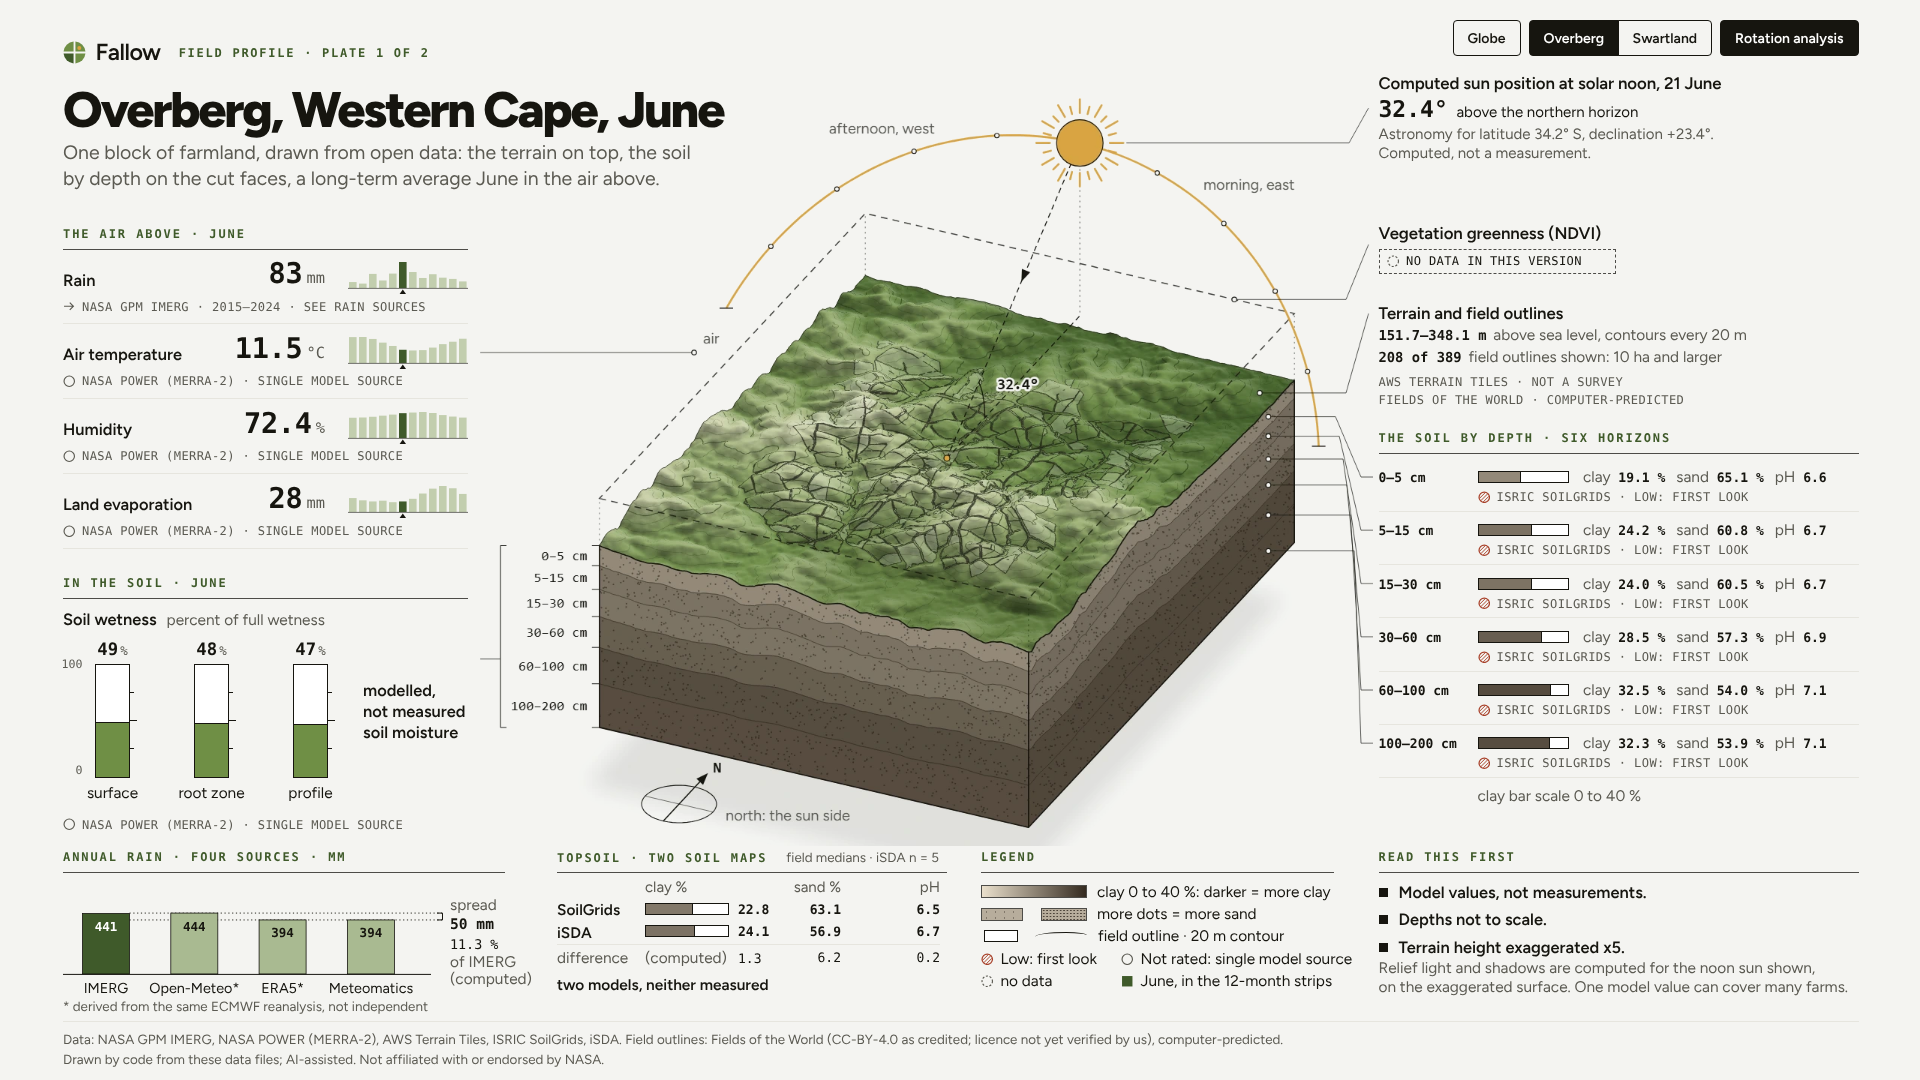 Fallow FIELD PROFILE · PLATE 1 OF 2
Globe Overberg Swartland Rotation analysis
Overberg, Western Cape, June
One block of farmland, drawn from open data: the terrain on top, the soil
by depth on the cut faces, a long-term average June in the air above.
THE AIR ABOVE · JUNE
Rain 83 mm
→ NASA GPM IMERG · 2015–2024 · SEE RAIN SOURCES
Air temperature 11.5 °C
NASA POWER (MERRA-2) · SINGLE MODEL SOURCE
Humidity 72.4 %
NASA POWER (MERRA-2) · SINGLE MODEL SOURCE
Land evaporation 28 mm
NASA POWER (MERRA-2) · SINGLE MODEL SOURCE
IN THE SOIL · JUNE
Soil wetness percent of full wetness
49 % 48 % 47 %
100
0
surface root zone profile
modelled,
not measured
soil moisture
NASA POWER (MERRA-2) · SINGLE MODEL SOURCE
afternoon, west
morning, east
air
32.4°
0–5 cm
5–15 cm
15–30 cm
30–60 cm
60–100 cm
100–200 cm
N
north: the sun side
Computed sun position at solar noon, 21 June
32.4° above the northern horizon
Astronomy for latitude 34.2° S, declination +23.4°.
Computed, not a measurement.
Vegetation greenness (NDVI)
NO DATA IN THIS VERSION
Terrain and field outlines
151.7–348.1 m above sea level, contours every 20 m
208 of 389 field outlines shown: 10 ha and larger
AWS TERRAIN TILES · NOT A SURVEY
FIELDS OF THE WORLD · COMPUTER-PREDICTED
THE SOIL BY DEPTH · SIX HORIZONS
0–5 cm clay 19.1 % sand 65.1 % pH 6.6
ISRIC SOILGRIDS · LOW: FIRST LOOK
5–15 cm clay 24.2 % sand 60.8 % pH 6.7
ISRIC SOILGRIDS · LOW: FIRST LOOK
15–30 cm clay 24.0 % sand 60.5 % pH 6.7
ISRIC SOILGRIDS · LOW: FIRST LOOK
30–60 cm clay 28.5 % sand 57.3 % pH 6.9
ISRIC SOILGRIDS · LOW: FIRST LOOK
60–100 cm clay 32.5 % sand 54.0 % pH 7.1
ISRIC SOILGRIDS · LOW: FIRST LOOK
100–200 cm clay 32.3 % sand 53.9 % pH 7.1
ISRIC SOILGRIDS · LOW: FIRST LOOK
clay bar scale 0 to 40 %
ANNUAL RAIN · FOUR SOURCES · MM
441 444 394 394
IMERG Open-Meteo* ERA5* Meteomatics
spread
50 mm
11.3 %
of IMERG
(computed)
* derived from the same ECMWF reanalysis, not independent
TOPSOIL · TWO SOIL MAPS field medians · iSDA n = 5
clay % sand % pH
SoilGrids 22.8 63.1 6.5
iSDA 24.1 56.9 6.7
difference (computed) 1.3 6.2 0.2
two models, neither measured
LEGEND
clay 0 to 40 %: darker = more clay
more dots = more sand
field outline · 20 m contour
Low: first look Not rated: single model source
no data June, in the 12-month strips
READ THIS FIRST
Model values, not measurements.
Depths not to scale.
Terrain height exaggerated x5.
Relief light and shadows are computed for the noon sun shown,
on the exaggerated surface. One model value can cover many farms.
Data: NASA GPM IMERG, NASA POWER (MERRA-2), AWS Terrain Tiles, ISRIC SoilGrids, iSDA. Field outlines: Fields of the World (CC-BY-4.0 as credited; licence not yet verified by us), computer-predicted.
Drawn by code from these data files; AI-assisted. Not affiliated with or endorsed by NASA.